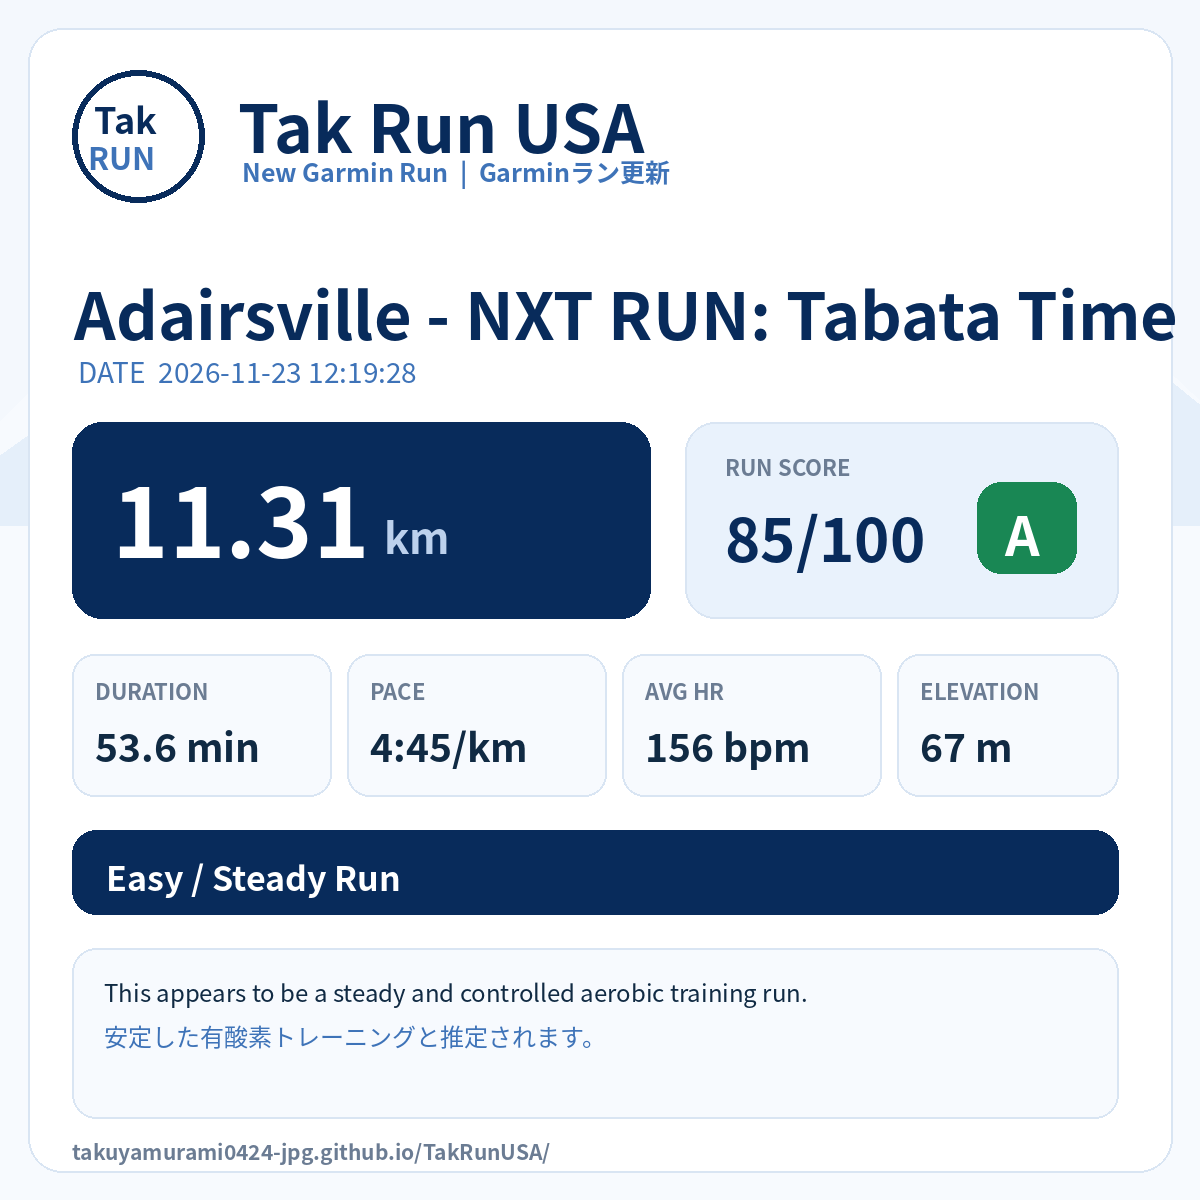 Tak
RUN
Tak Run USA
New Garmin Run | Garminラン更新
Adairsville - NXT RUN: Tabata Time
DATE 2026-11-23 12:19:28
11.31 km
RUN SCORE
85/100
A
DURATION
53.6 min
PACE
4:45/km
AVG HR
156 bpm
ELEVATION
67 m
Easy / Steady Run
This appears to be a steady and controlled aerobic training run.
安定した有酸素トレーニングと推定されます。
takuyamurami0424-jpg.github.io/TakRunUSA/